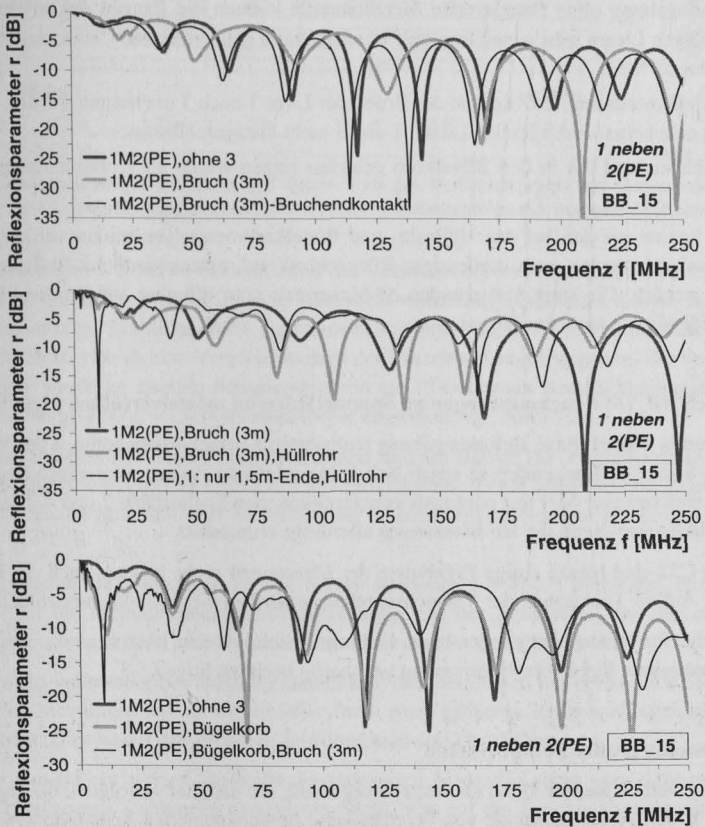 Reflexionsparameter r [dB]
0
-5
-10
-15
-20
-25
-30
-35
1M2(PE),ohne 3
1M2(PE),Bruch (3m)
1M2(PE),Bruch (3m)-Bruchendkontaktl
1 neben
2(PE)
BB_15
0 25 50 75 100 125 150 175 200 225 250
Frequenz f [MHz]
Reflexionsparameter r [dB]
0
-5
-10
-15
-20
-25
-30
-35
1M2(PE),Bruch (3m)
1M2(PE),Bruch (3m),Hüllrohr
1M2(PE),1: nur 1,5m-Ende,Hüllrohr
1 neben
2(PE)
BB_15
0 25 50 75 100 125 150 175 200 225 250
Frequenz f [MHz]
Reflexionsparameter r [dB]
0
-5
-10
-15
-20
-25
-30
1M2(PE),ohne 3
1M2(PE),Bügelkorb
1M2(PE),Bügelkorb,Bruch (3m)
1 neben 2(PE)
BB_15
0 25 50 75 100 125 150 175 200 225 250
Frequenz f [MHz]